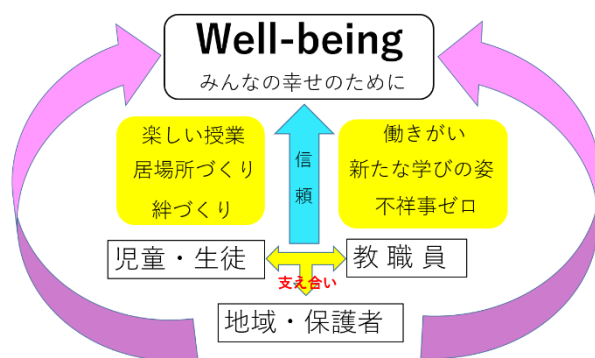 Well-being
みんなの幸せのために
楽しい授業
居場所づくり
絆づくり
信頼
働きがい
新たな学びの姿
不祥事ゼロ
児童・生徒
教職員
支え合い
地域・保護者